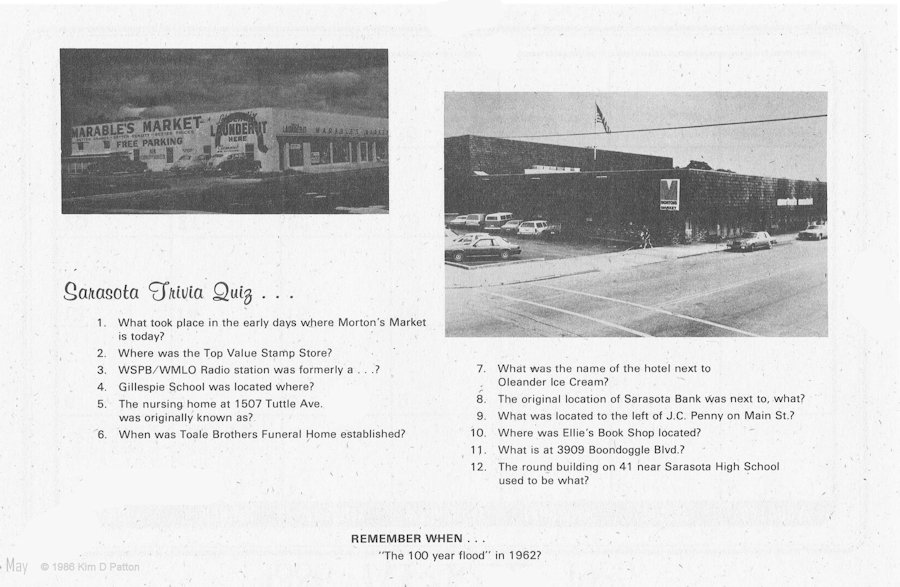 MARABLE'S MARKET
FREE PARKING
LAUNDERUT
HERE
MARABLE'S MARKET
M
MORTONS
MARKET
Sarasota Trivia Quiz . . .
1. What took place in the early days where Morton's Market
is today?
2. Where was the Top Value Stamp Store?
3. WSPB/WMLO Radio station was formerly a . . .?
4. Gillespie School was located where?
5. The nursing home at 1507 Tuttle Ave.
was originally known as?
6. When was Toale Brothers Funeral Home established?
7. What was the name of the hotel next to
Oleander Ice Cream?
8. The original location of Sarasota Bank was next to, what?
9. What was located to the left of J.C. Penny on Main St.?
10. Where was Ellie's Book Shop located?
11. What is at 3909 Boondoggle Blvd.?
12. The round building on 41 near Sarasota High School
used to be what?
REMEMBER WHEN . . .
"The 100 year flood" in 1962?
May © 1986 Kim D Patton